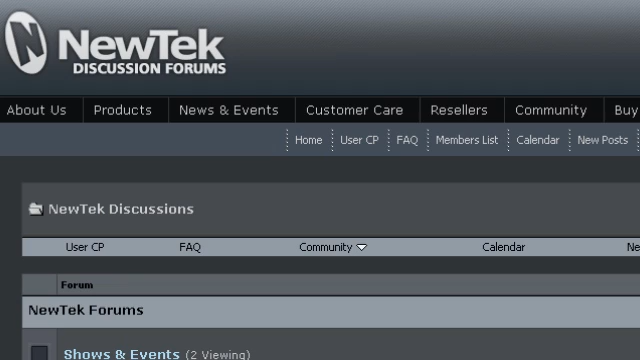 NewTek
DISCUSSION FORUMS
About Us Products News & Events Customer Care Resellers Community Buy
Home User CP FAQ Members List Calendar New Posts
NewTek Discussions
User CP FAQ Community Calendar Ne
Forum
NewTek Forums
Shows & Events (2 Viewing)